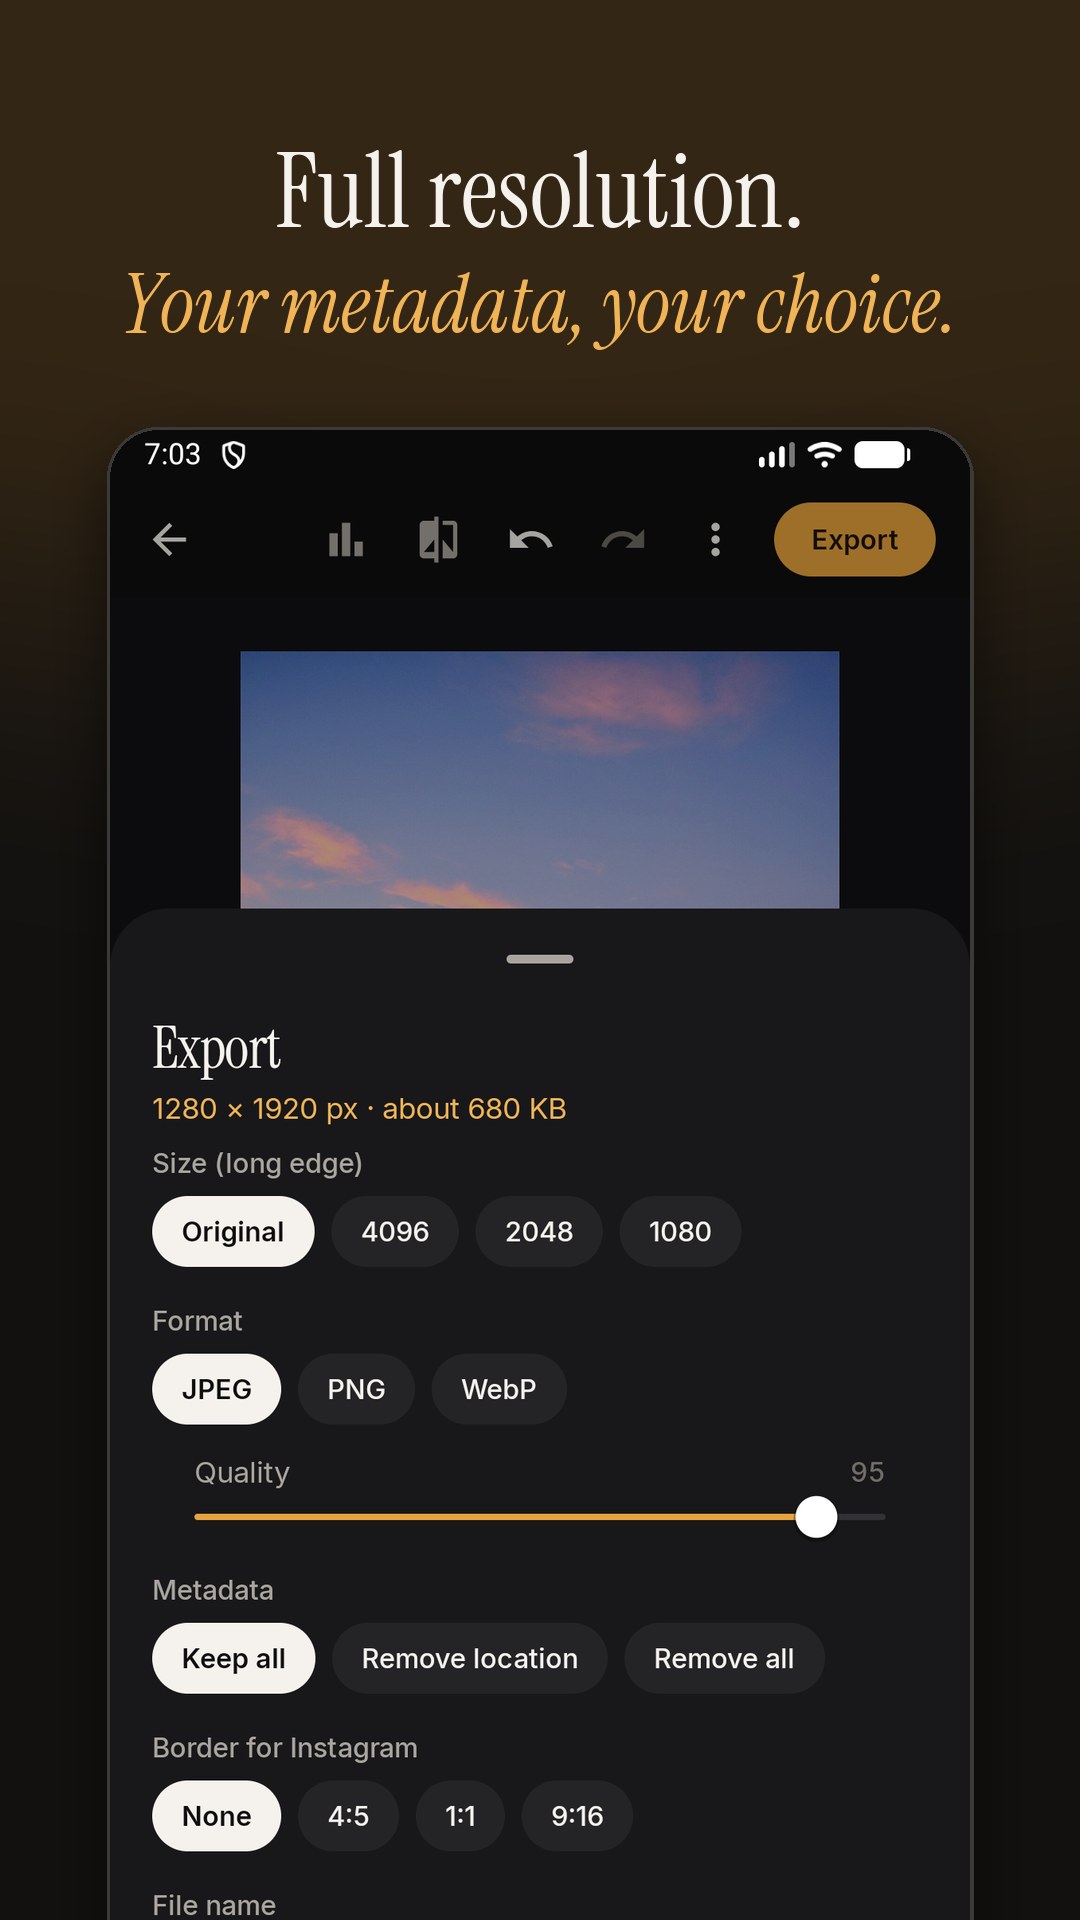 Full resolution.
Your metadata, your choice.
7:03
Export
Export
1280 × 1920 px · about 680 KB
Size (long edge)
Original 4096 2048 1080
Format
JPEG PNG WebP
Quality 95
Metadata
Keep all Remove location Remove all
Border for Instagram
None 4:5 1:1 9:16
File name